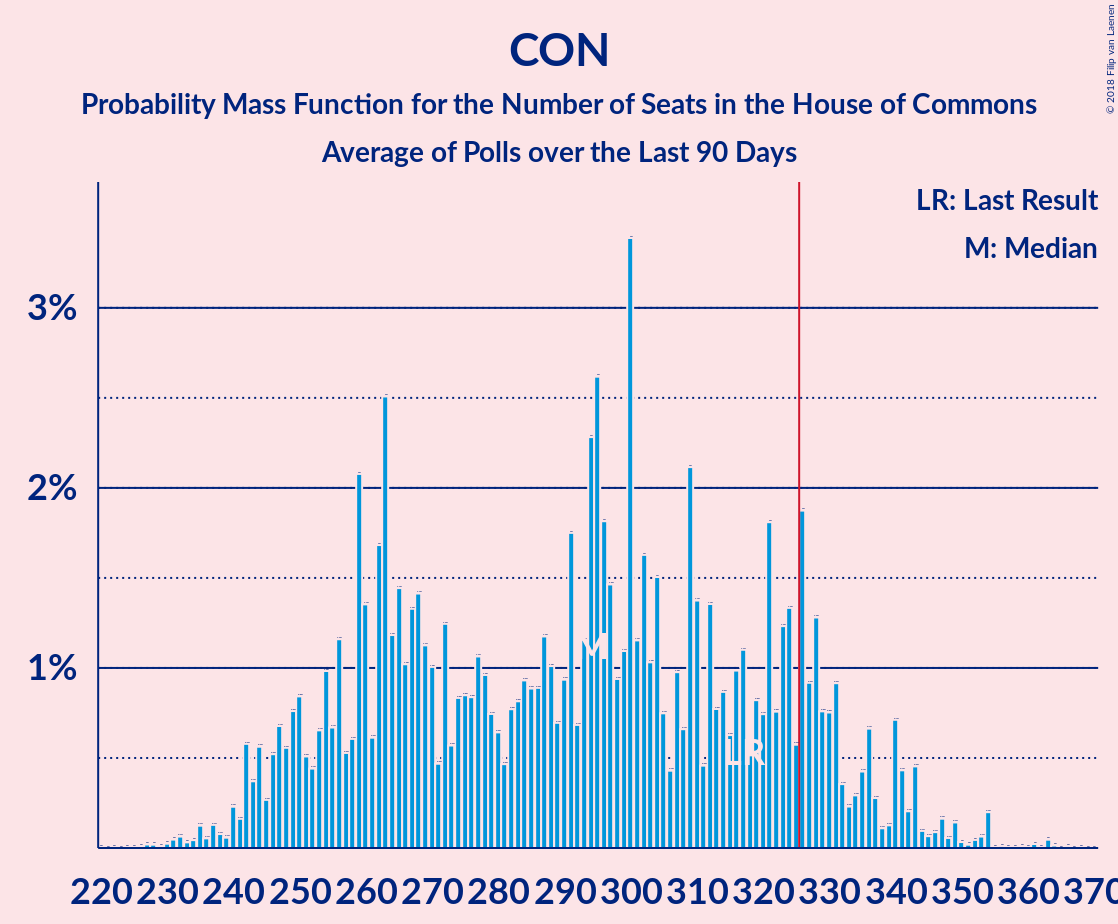 CON
Probability Mass Function for the Number of Seats in the House of Commons
Average of Polls over the Last 90 Days
© 2018 Filip van Laenen
LR: Last Result
M: Median
3%
2%
1%
M
LR
220 230 240 250 260 270 280 290 300 310 320 330 340 350 360 370